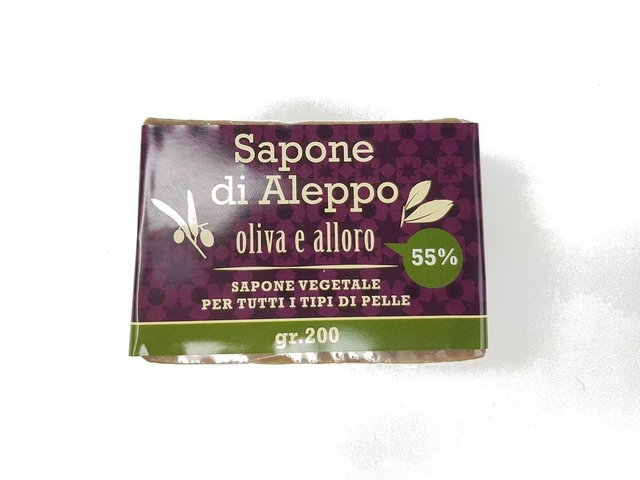 Sapone
di Aleppo
oliva e alloro
55%
SAPONE VEGETALE
PER TUTTI I TIPI DI PELLE
gr.200